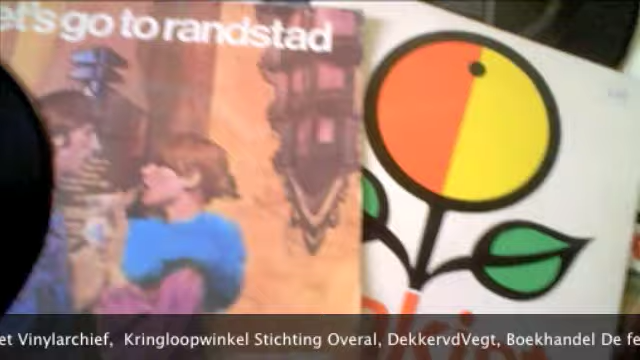 et's go to randstad
et Vinylarchief, Kringloopwinkel Stichting Overal, DekkervdVegt, Boekhandel De fe